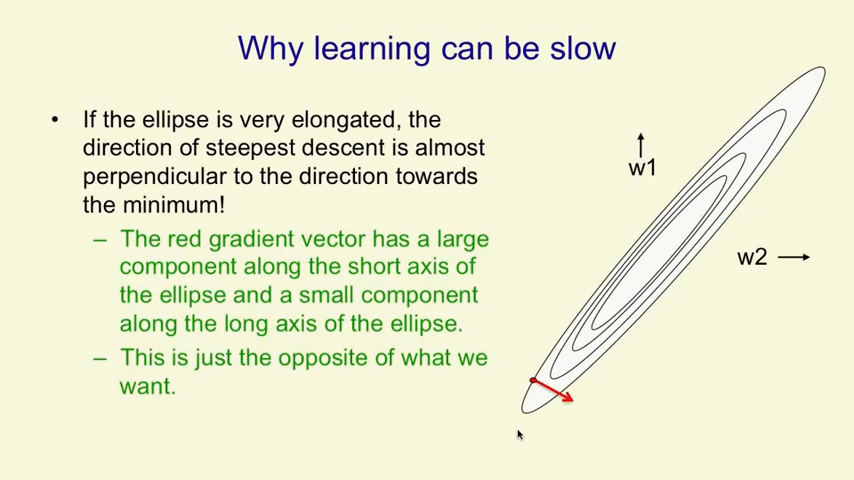 Why learning can be slow
• If the ellipse is very elongated, the
direction of steepest descent is almost
perpendicular to the direction towards
the minimum!
– The red gradient vector has a large
component along the short axis of
the ellipse and a small component
along the long axis of the ellipse.
– This is just the opposite of what we
want.
w1
w2